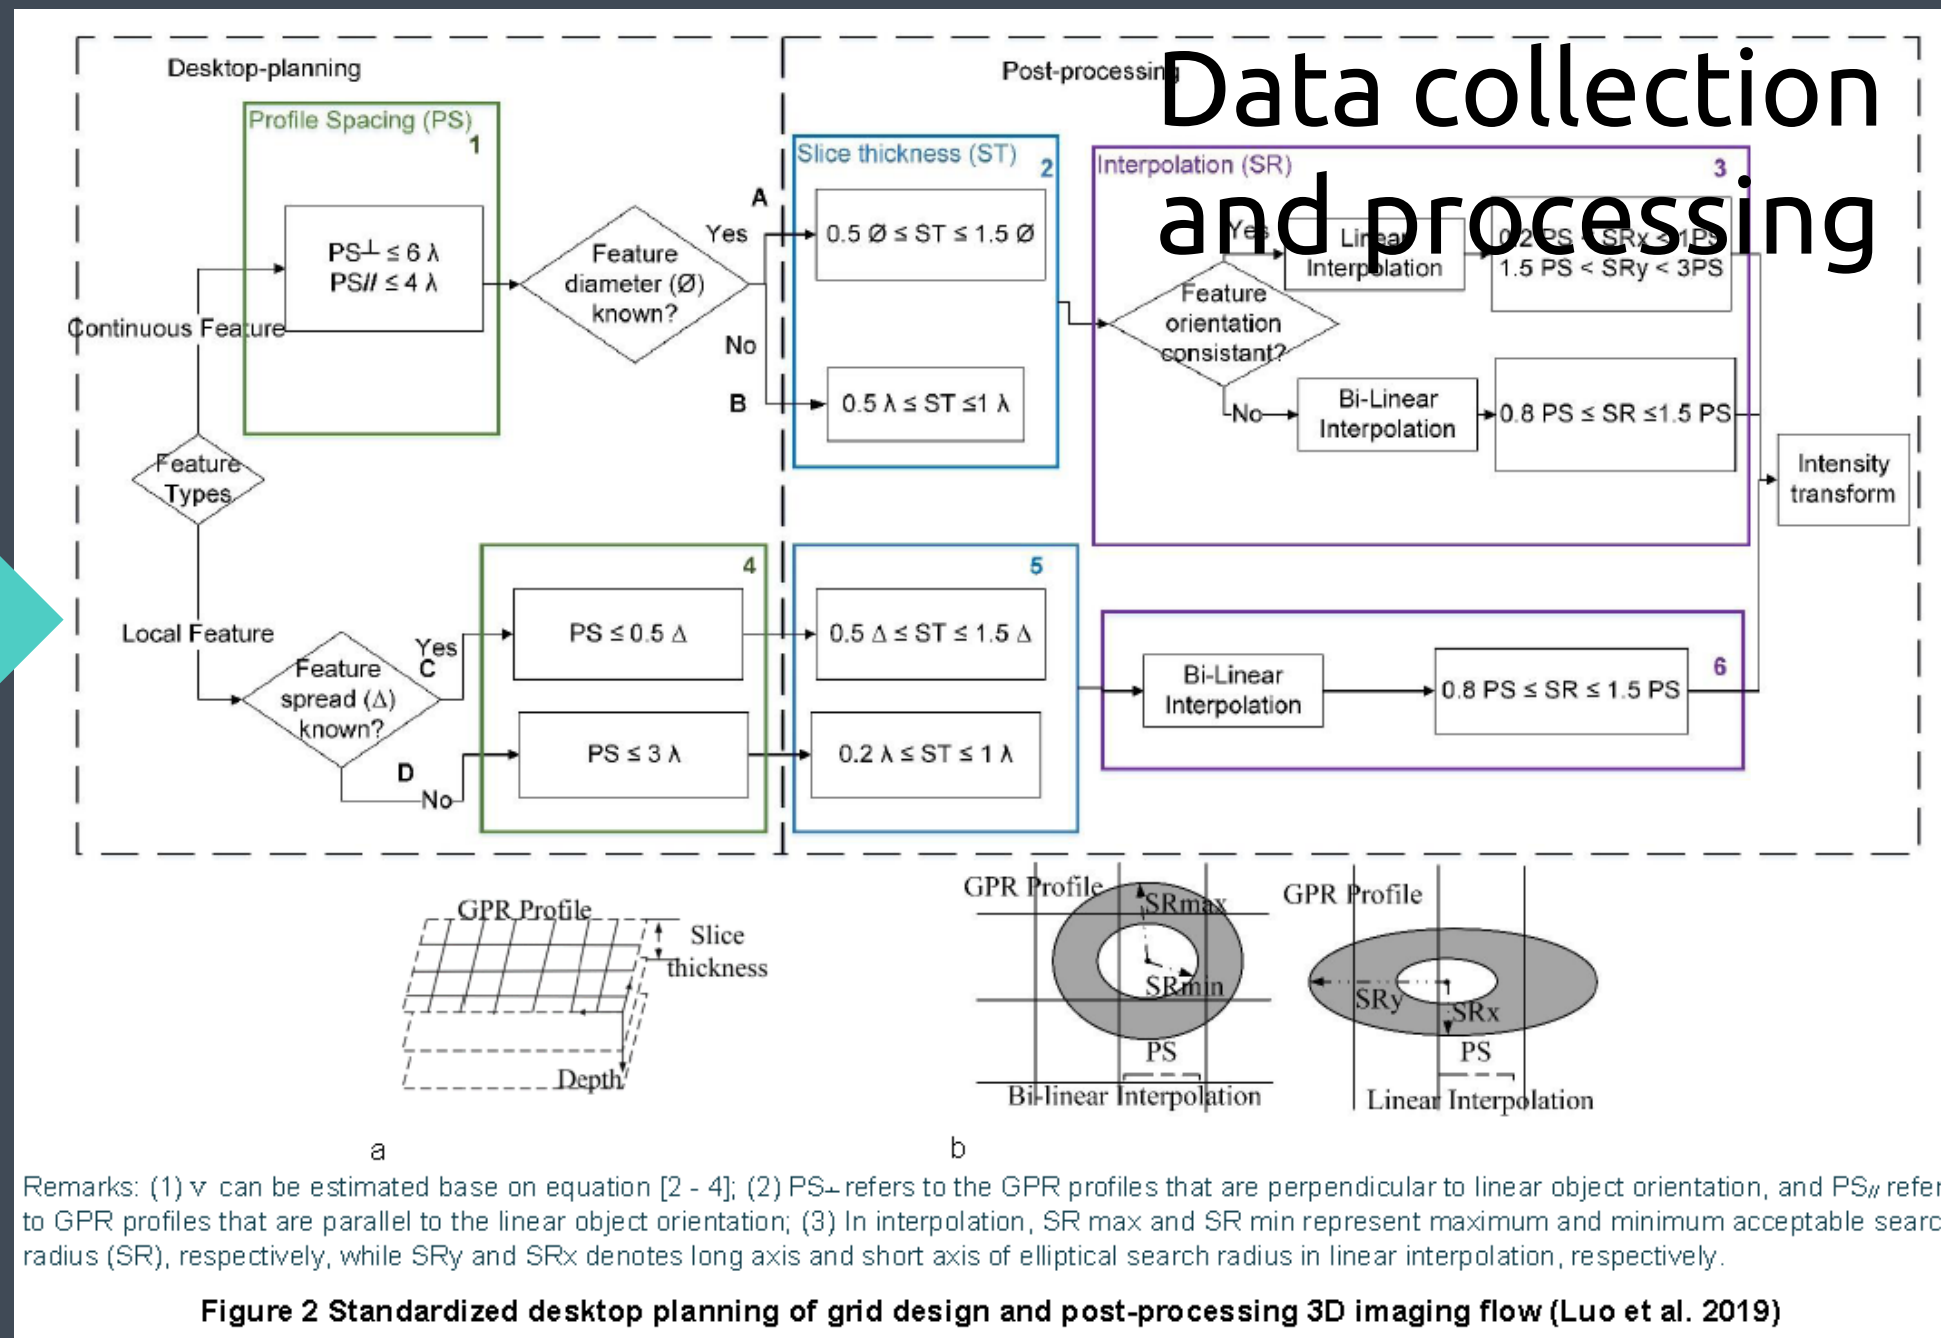 Data collection
and processing
Desktop-planning
Post-processing
Profile Spacing (PS)
1
PS⊥ ≤ 6 λ
PS// ≤ 4 λ
Continuous Feature
Feature
diameter (Ø)
known?
A
Yes
No
B
Slice thickness (ST)
2
0.5 Ø ≤ ST ≤ 1.5 Ø
0.5 λ ≤ ST ≤1 λ
Interpolation (SR)
3
Feature
orientation
consistant?
Yes
Linear
Interpolation
0.2 PS < SRx < 1PS
1.5 PS < SRy < 3PS
No
Bi-Linear
Interpolation
0.8 PS ≤ SR ≤1.5 PS
Intensity
transform
Feature
Types
Local Feature
Feature
spread (Δ)
known?
Yes
C
D
No
4
PS ≤ 0.5 Δ
PS ≤ 3 λ
5
0.5 Δ ≤ ST ≤ 1.5 Δ
0.2 λ ≤ ST ≤ 1 λ
6
Bi-Linear
Interpolation
0.8 PS ≤ SR ≤ 1.5 PS
GPR Profile
Slice
thickness
Depth
a
GPR Profile
SRmax
SRmin
PS
Bi-linear Interpolation
GPR Profile
SRy
SRx
PS
Linear Interpolation
b
Remarks: (1) v can be estimated base on equation [2 - 4]; (2) PS⊥ refers to the GPR profiles that are perpendicular to linear object orientation, and PS// refer
to GPR profiles that are parallel to the linear object orientation; (3) In interpolation, SR max and SR min represent maximum and minimum acceptable searc
radius (SR), respectively, while SRy and SRx denotes long axis and short axis of elliptical search radius in linear interpolation, respectively.
Figure 2 Standardized desktop planning of grid design and post-processing 3D imaging flow (Luo et al. 2019)